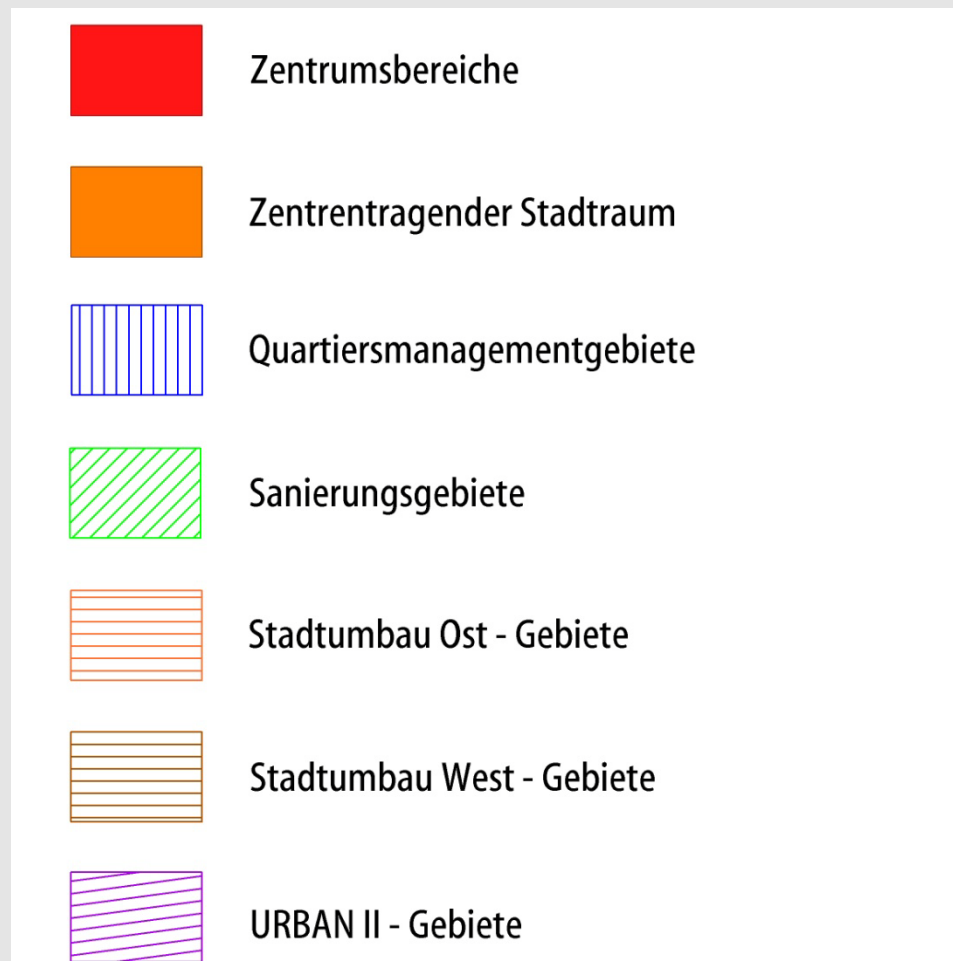 Zentrumsbereiche
Zentrentragender Stadtraum
Quartiersmanagementgebiete
Sanierungsgebiete
Stadtumbau Ost - Gebiete
Stadtumbau West - Gebiete
URBAN II - Gebiete